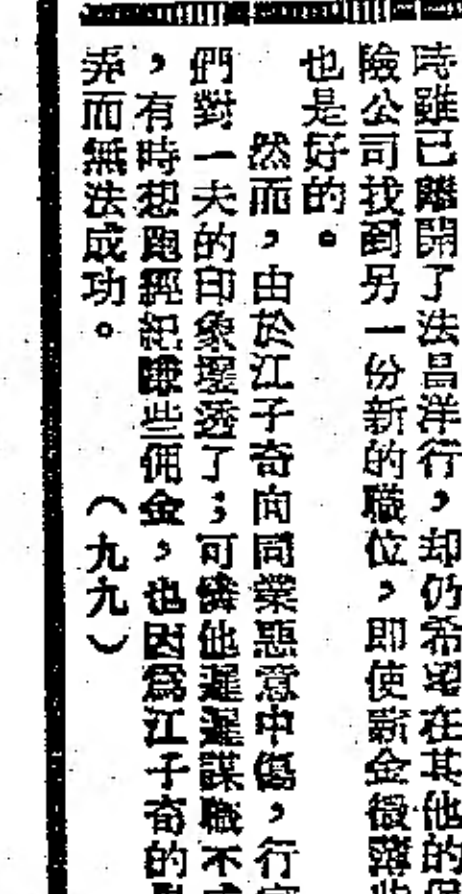 時雖已離開了法昌洋行，却仍希望在其他的
險公司找到另一份新的職位，即使薪金微薄些
也是好的。
然而，由於江子奇向同業惡意中傷，行
們對一夫的印象壞透了；可憐他遲遲謀職不
，有時想跑經紀賺些佣金，也因爲江子奇的
弄而無法成功。　（九九）